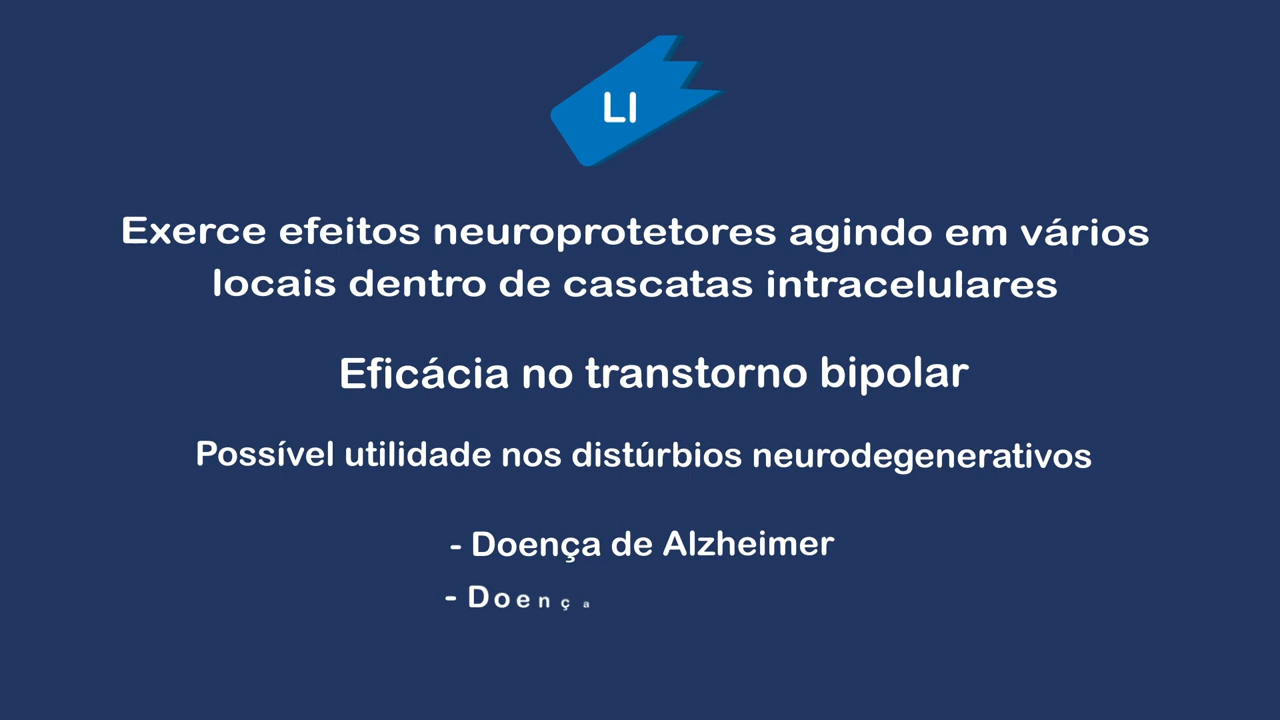 LI
Exerce efeitos neuroprotetores agindo em vários
locais dentro de cascatas intracelulares
Eficácia no transtorno bipolar
Possível utilidade nos distúrbios neurodegenerativos
- Doença de Alzheimer
- Doença